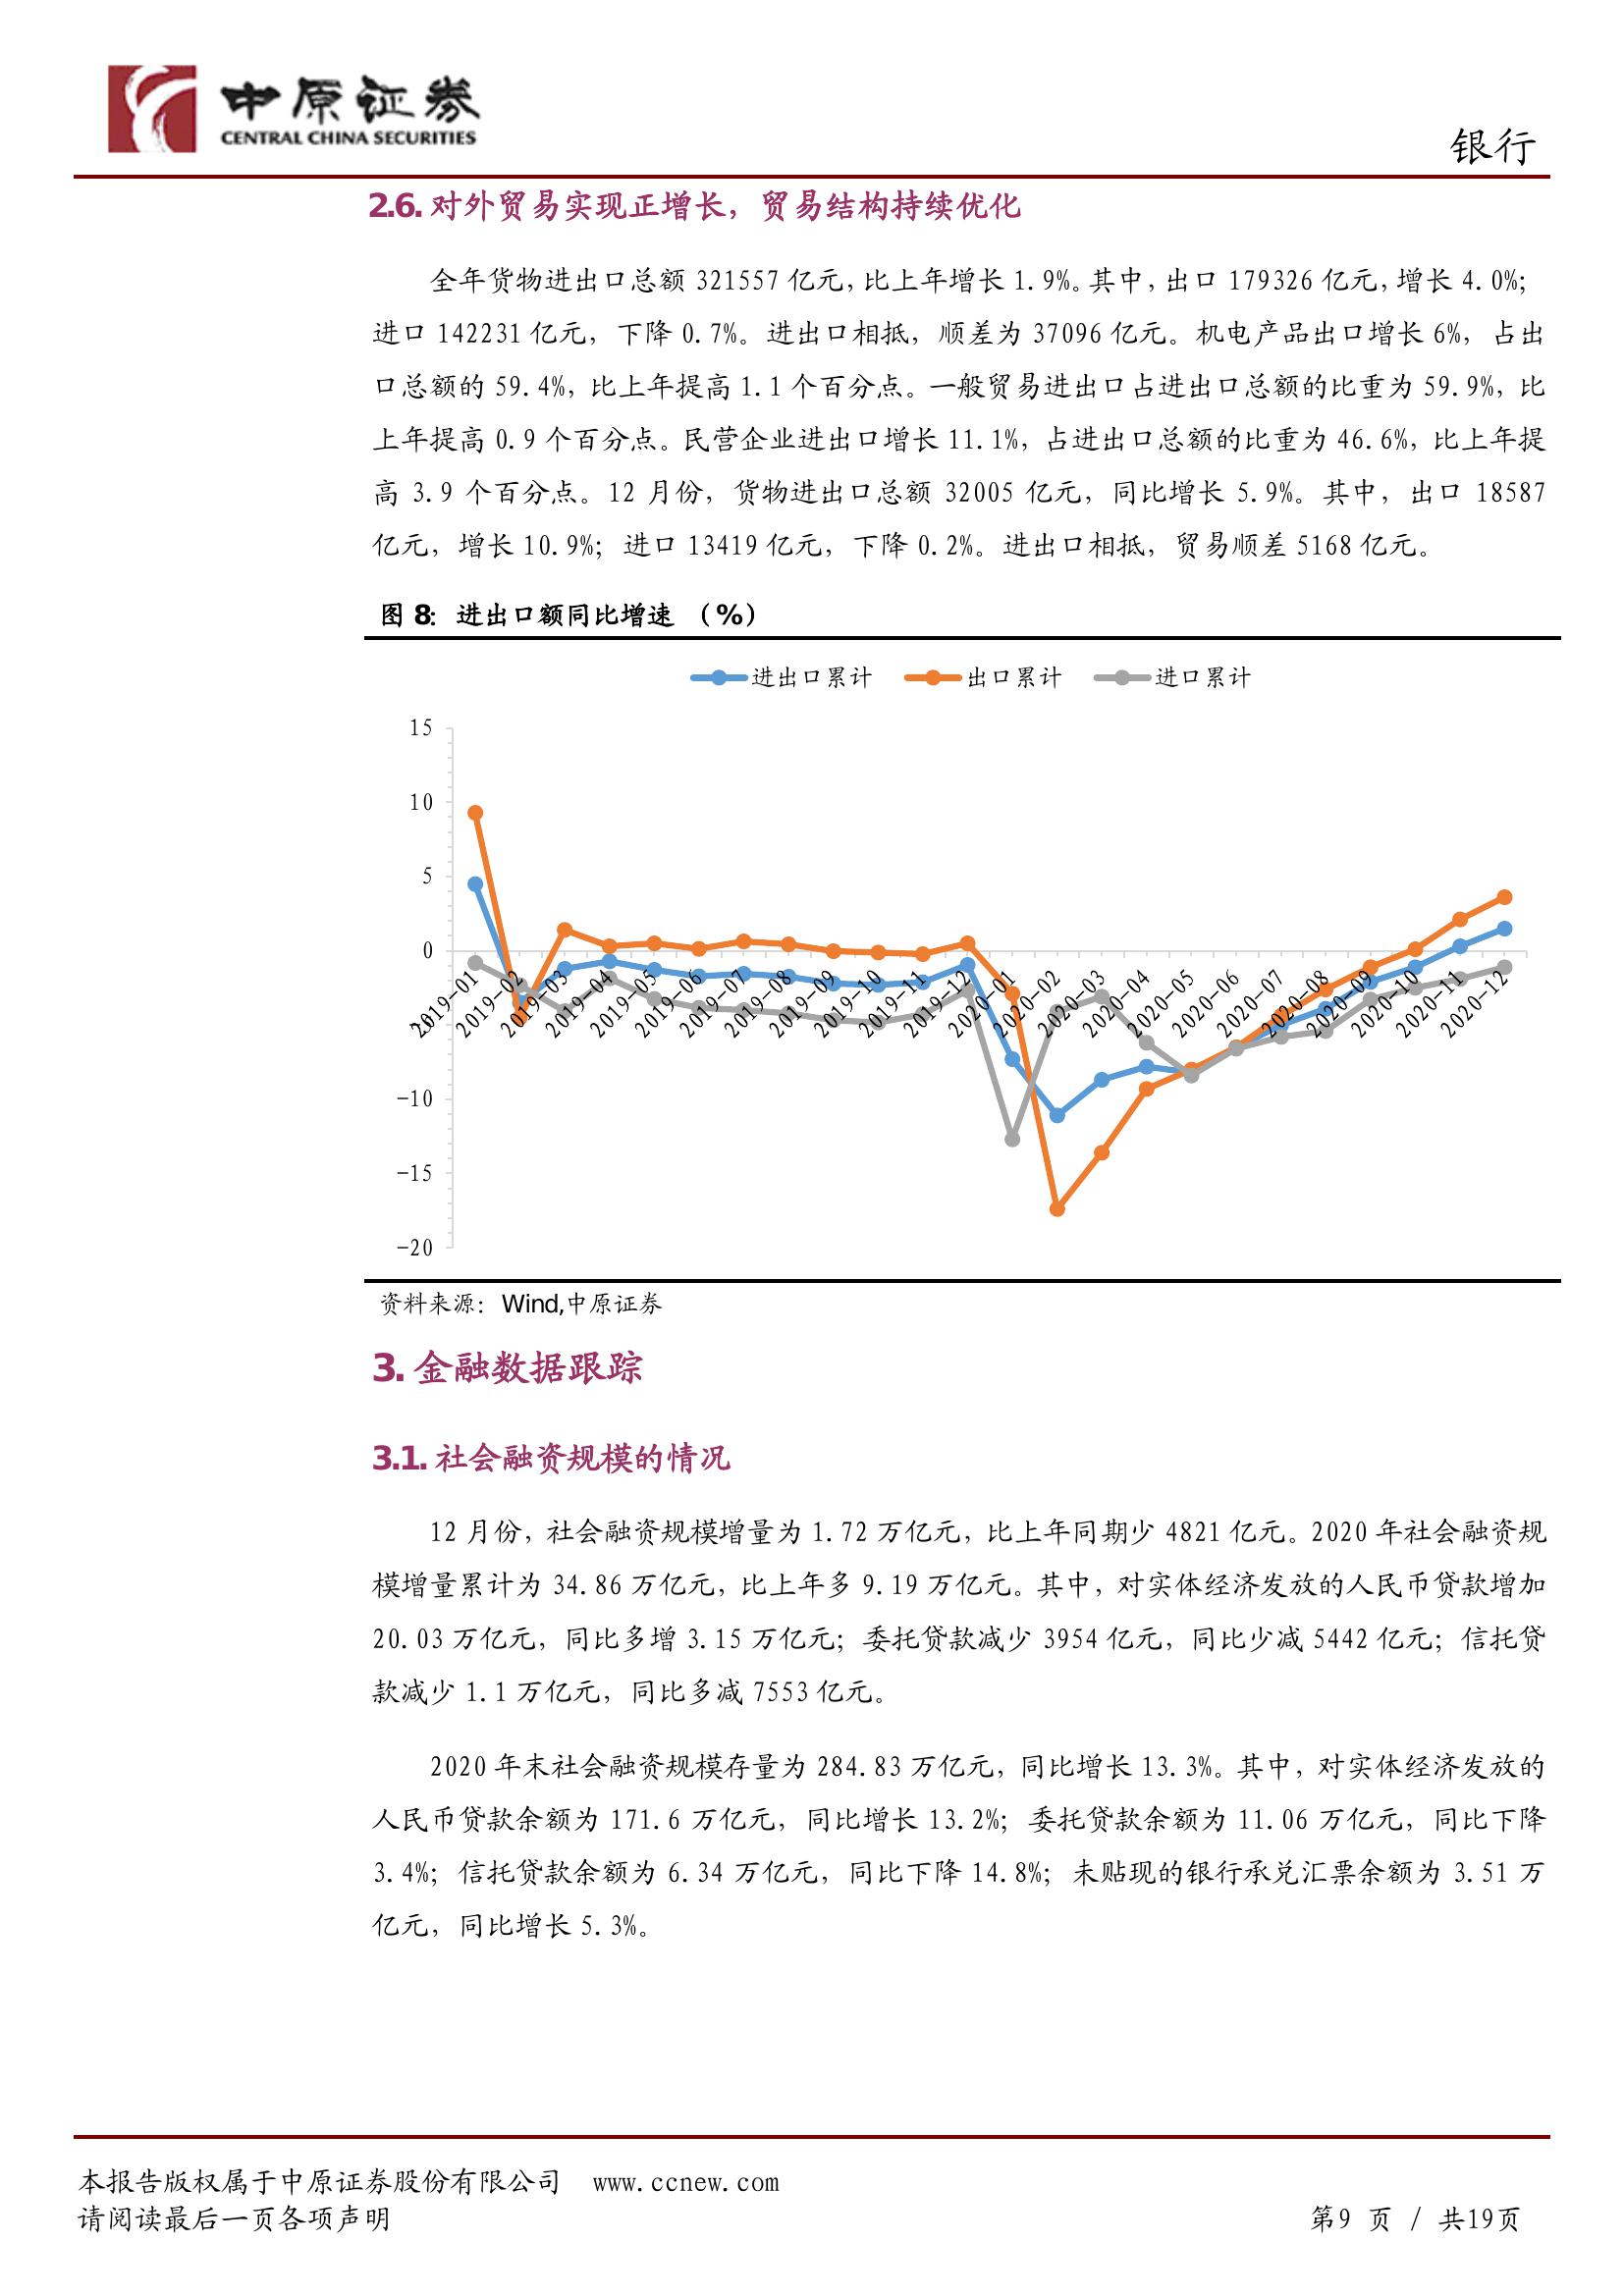 中原证券
CENTRAL CHINA SECURITIES
银行
2.6. 对外贸易实现正增长，贸易结构持续优化
全年货物进出口总额 321557 亿元，比上年增长 1.9%。其中，出口 179326 亿元，增长 4.0%；
进口 142231 亿元，下降 0.7%。进出口相抵，顺差为 37096 亿元。机电产品出口增长 6%，占出
口总额的 59.4%，比上年提高 1.1 个百分点。一般贸易进出口占进出口总额的比重为 59.9%，比
上年提高 0.9 个百分点。民营企业进出口增长 11.1%，占进出口总额的比重为 46.6%，比上年提
高 3.9 个百分点。12 月份，货物进出口总额 32005 亿元，同比增长 5.9%。其中，出口 18587
亿元，增长 10.9%；进口 13419 亿元，下降 0.2%。进出口相抵，贸易顺差 5168 亿元。
图 8：进出口额同比增速 （%）
进出口累计 出口累计 进口累计
15
10
5
0
-5
-10
-15
-20
2019-01 2019-02 2019-03 2019-04 2019-05 2019-06 2019-07 2019-08 2019-09 2019-10 2019-11 2019-12 2020-01 2020-02 2020-03 2020-04 2020-05 2020-06 2020-07 2020-08 2020-09 2020-10 2020-11 2020-12
资料来源：Wind,中原证券
3. 金融数据跟踪
3.1. 社会融资规模的情况
12 月份，社会融资规模增量为 1.72 万亿元，比上年同期少 4821 亿元。2020 年社会融资规
模增量累计为 34.86 万亿元，比上年多 9.19 万亿元。其中，对实体经济发放的人民币贷款增加
20.03 万亿元，同比多增 3.15 万亿元；委托贷款减少 3954 亿元，同比少减 5442 亿元；信托贷
款减少 1.1 万亿元，同比多减 7553 亿元。
2020 年末社会融资规模存量为 284.83 万亿元，同比增长 13.3%。其中，对实体经济发放的
人民币贷款余额为 171.6 万亿元，同比增长 13.2%；委托贷款余额为 11.06 万亿元，同比下降
3.4%；信托贷款余额为 6.34 万亿元，同比下降 14.8%；未贴现的银行承兑汇票余额为 3.51 万
亿元，同比增长 5.3%。
本报告版权属于中原证券股份有限公司 www.ccnew.com
请阅读最后一页各项声明
第9 页 / 共19页